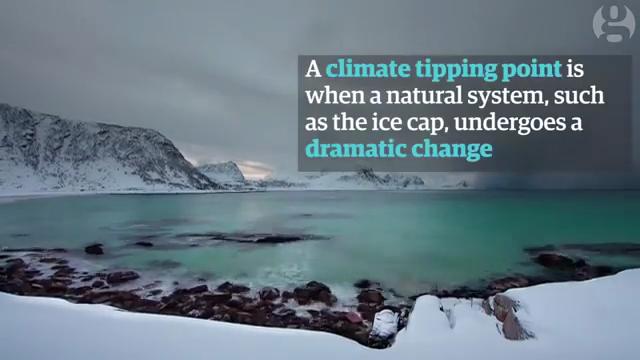 A climate tipping point is
when a natural system, such
as the ice cap, undergoes a
dramatic change